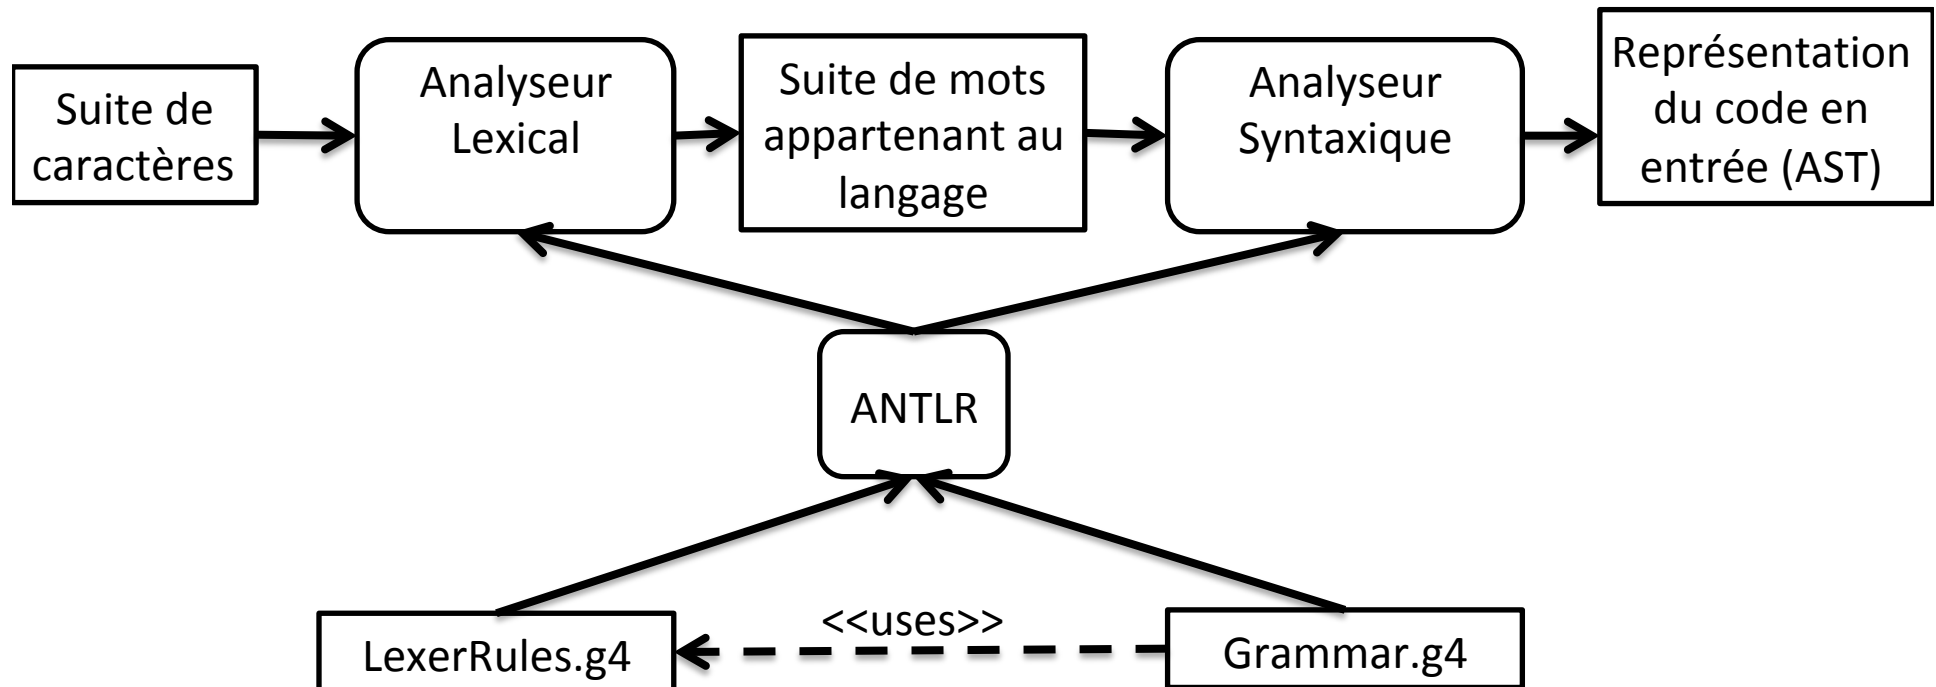 Suite de
caractères
Analyseur
Lexical
Suite de mots
appartenant au
langage
Analyseur
Syntaxique
Représentation
du code en
entrée (AST)
ANTLR
LexerRules.g4
<<uses>>
Grammar.g4